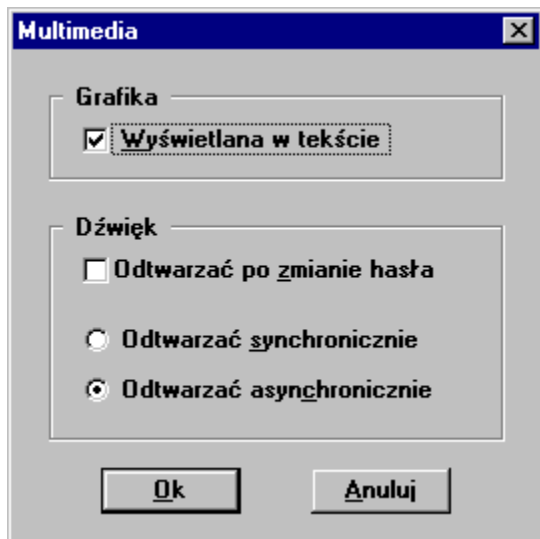 Multimedia
Grafika
Wyświetlana w tekście
Dźwięk
Odtwarzać po zmianie hasła
Odtwarzać synchronicznie
Odtwarzać asynchronicznie
Ok
Anuluj